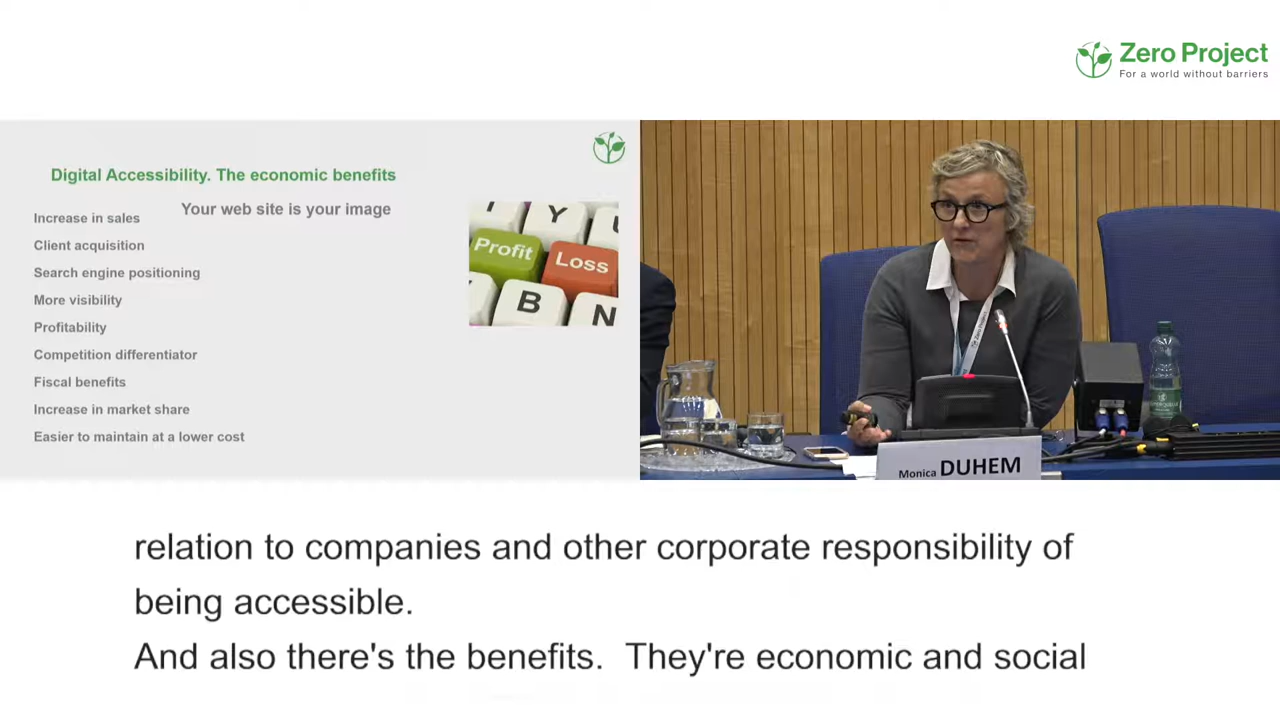 Zero Project
For a world without barriers
Digital Accessibility. The economic benefits
Your web site is your image
Increase in sales
Client acquisition
Search engine positioning
More visibility
Profitability
Competition differentiator
Fiscal benefits
Increase in market share
Easier to maintain at a lower cost
Y U
Profit Loss
B N
Monica DUHEM
relation to companies and other corporate responsibility of
being accessible.
And also there's the benefits. They're economic and social